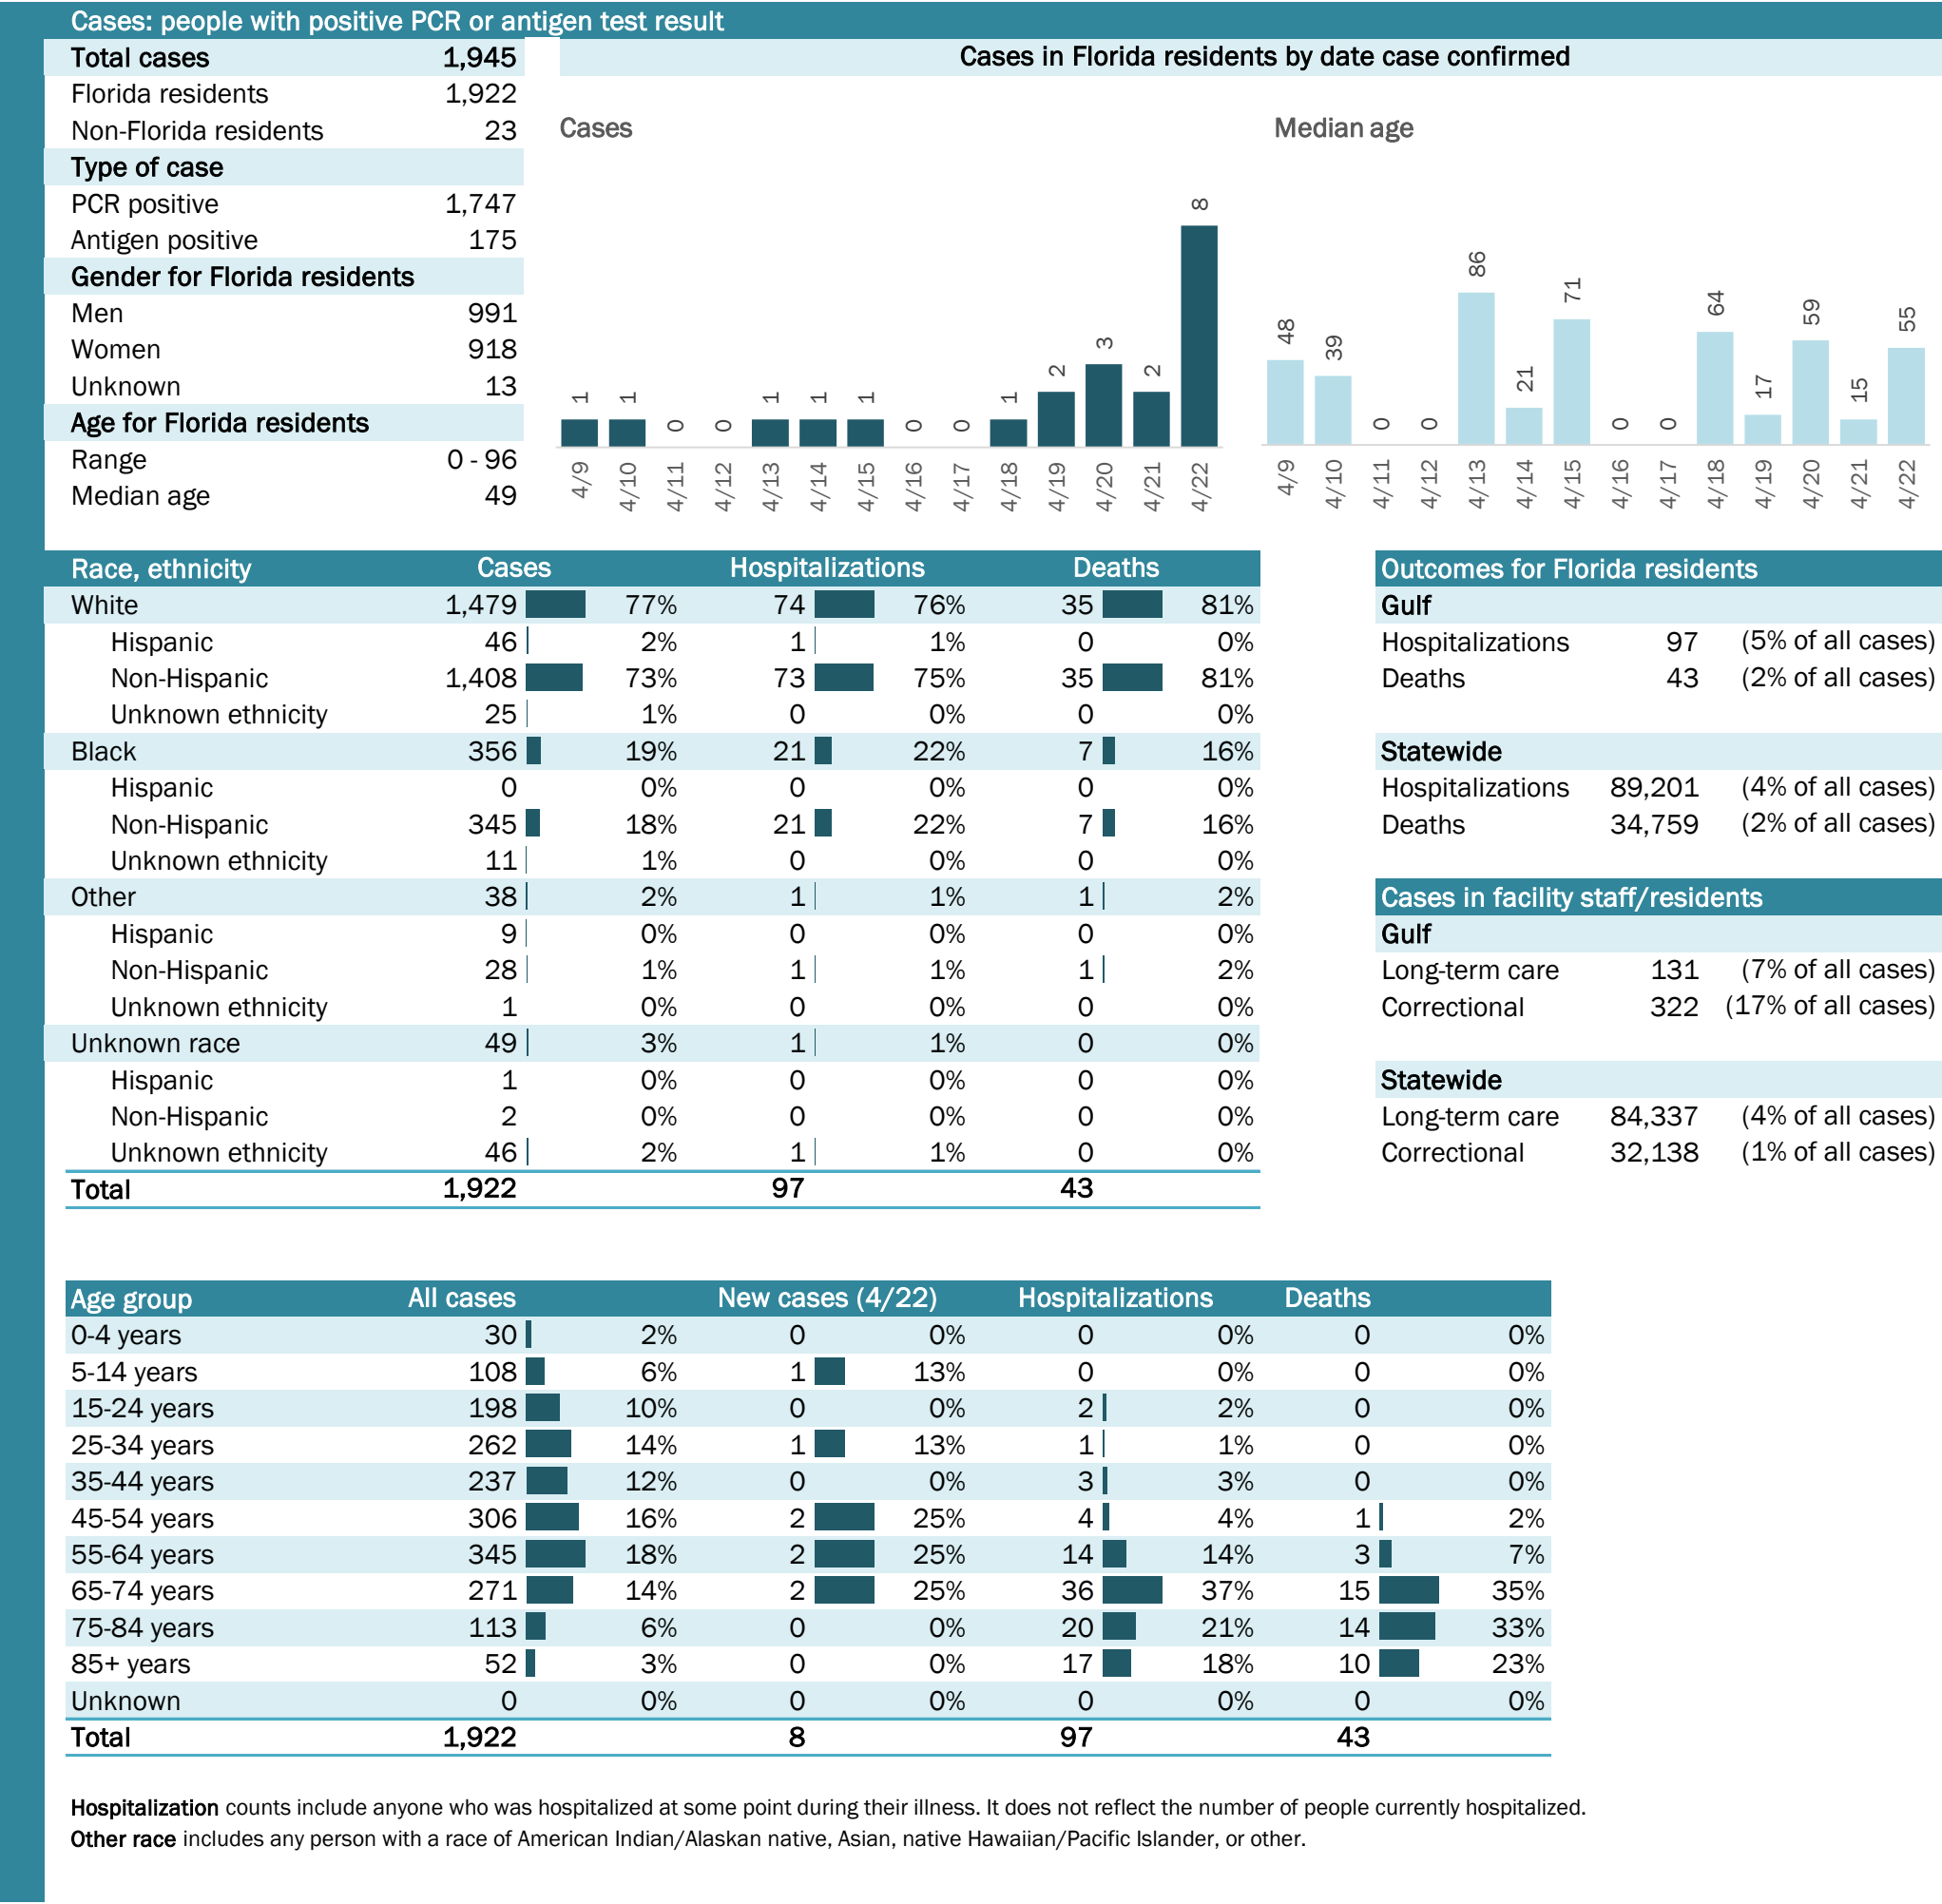 Cases: people with positive PCR or antigen test result
Total cases 1,945
Florida residents 1,922
Non-Florida residents 23
Type of case
PCR positive 1,747
Antigen positive 175
Gender for Florida residents
Men 991
Women 918
Unknown 13
Age for Florida residents
Range 0 - 96
Median age 49
Cases in Florida residents by date case confirmed
Cases
1 1 0 0 1 1 1 0 0 1 2 3 2 8
4/9 4/10 4/11 4/12 4/13 4/14 4/15 4/16 4/17 4/18 4/19 4/20 4/21 4/22
Median age
48 39 0 0 86 21 71 0 0 64 17 59 15 55
4/9 4/10 4/11 4/12 4/13 4/14 4/15 4/16 4/17 4/18 4/19 4/20 4/21 4/22
Race, ethnicity Cases Hospitalizations Deaths
White 1,479 77% 74 76% 35 81%
Hispanic 46 2% 1 1% 0 0%
Non-Hispanic 1,408 73% 73 75% 35 81%
Unknown ethnicity 25 1% 0 0% 0 0%
Black 356 19% 21 22% 7 16%
Hispanic 0 0% 0 0% 0 0%
Non-Hispanic 345 18% 21 22% 7 16%
Unknown ethnicity 11 1% 0 0% 0 0%
Other 38 2% 1 1% 1 2%
Hispanic 9 0% 0 0% 0 0%
Non-Hispanic 28 1% 1 1% 1 2%
Unknown ethnicity 1 0% 0 0% 0 0%
Unknown race 49 3% 1 1% 0 0%
Hispanic 1 0% 0 0% 0 0%
Non-Hispanic 2 0% 0 0% 0 0%
Unknown ethnicity 46 2% 1 1% 0 0%
Total 1,922 97 43
Outcomes for Florida residents
Gulf
Hospitalizations 97 (5% of all cases)
Deaths 43 (2% of all cases)
Statewide
Hospitalizations 89,201 (4% of all cases)
Deaths 34,759 (2% of all cases)
Cases in facility staff/residents
Gulf
Long-term care 131 (7% of all cases)
Correctional 322 (17% of all cases)
Statewide
Long-term care 84,337 (4% of all cases)
Correctional 32,138 (1% of all cases)
Age group All cases New cases (4/22) Hospitalizations Deaths
0-4 years 30 2% 0 0% 0 0% 0 0%
5-14 years 108 6% 1 13% 0 0% 0 0%
15-24 years 198 10% 0 0% 2 2% 0 0%
25-34 years 262 14% 1 13% 1 1% 0 0%
35-44 years 237 12% 0 0% 3 3% 0 0%
45-54 years 306 16% 2 25% 4 4% 1 2%
55-64 years 345 18% 2 25% 14 14% 3 7%
65-74 years 271 14% 2 25% 36 37% 15 35%
75-84 years 113 6% 0 0% 20 21% 14 33%
85+ years 52 3% 0 0% 17 18% 10 23%
Unknown 0 0% 0 0% 0 0% 0 0%
Total 1,922 8 97 43
Hospitalization counts include anyone who was hospitalized at some point during their illness. It does not reflect the number of people currently hospitalized.
Other race includes any person with a race of American Indian/Alaskan native, Asian, native Hawaiian/Pacific Islander, or other.